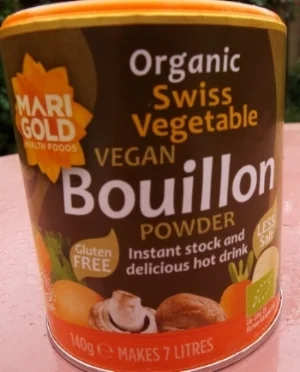 Organic
Swiss
Vegetable
MARI
GOLD
HEALTH FOODS
VEGAN
Bouillon
POWDER
Gluten
FREE
Instant stock and
delicious hot drink
LESS
Salt
140g e MAKES 7 LITRES